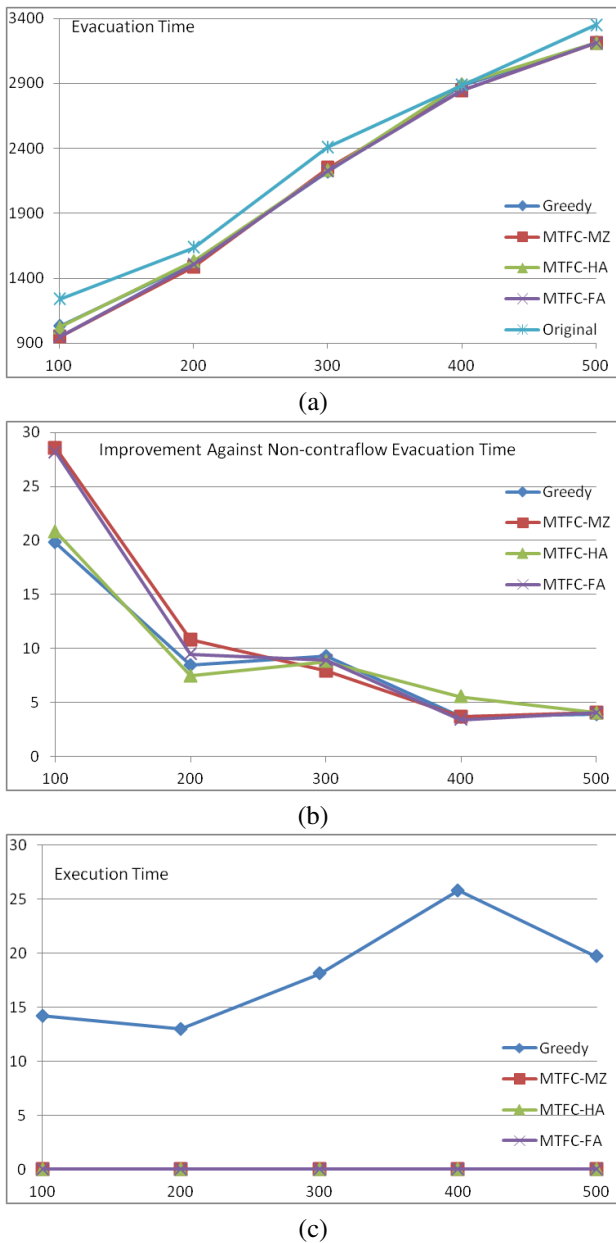 Evacuation Time
3400
2900
2400
1900
1400
900
100 200 300 400 500
Greedy
MTFC-MZ
MTFC-HA
MTFC-FA
Original
(a)
Improvement Against Non-contraflow Evacuation Time
30
25
20
15
10
5
0
100 200 300 400 500
Greedy
MTFC-MZ
MTFC-HA
MTFC-FA
(b)
Execution Time
30
25
20
15
10
5
0
100 200 300 400 500
Greedy
MTFC-MZ
MTFC-HA
MTFC-FA
(c)